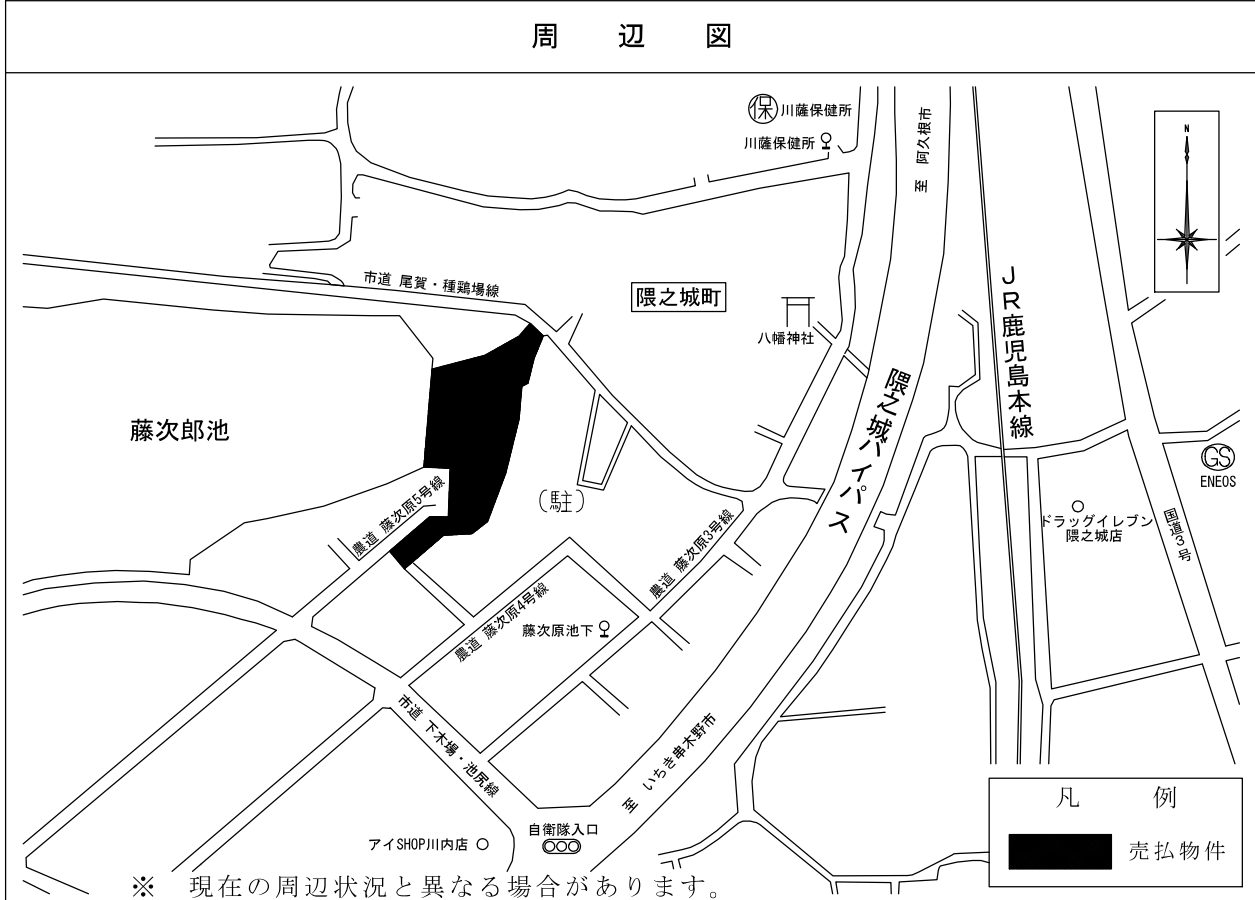 周辺図
保 川薩保健所
川薩保健所
至 阿久根市
N
市道 尾賀・種鶏場線
隈之城町
八幡神社
JR鹿児島本線
隈之城バイパス
藤次郎池
GS
ENEOS
(駐)
農道 藤次原5号線
農道 藤次原3号線
ドラッグイレブン
隈之城店
国道3号
農道 藤次原4号線
藤次原池下
市道 下木場・池尻線
至 いちき串木野市
自衛隊入口
アイSHOP川内店
凡例
売払物件
※ 現在の周辺状況と異なる場合があります。